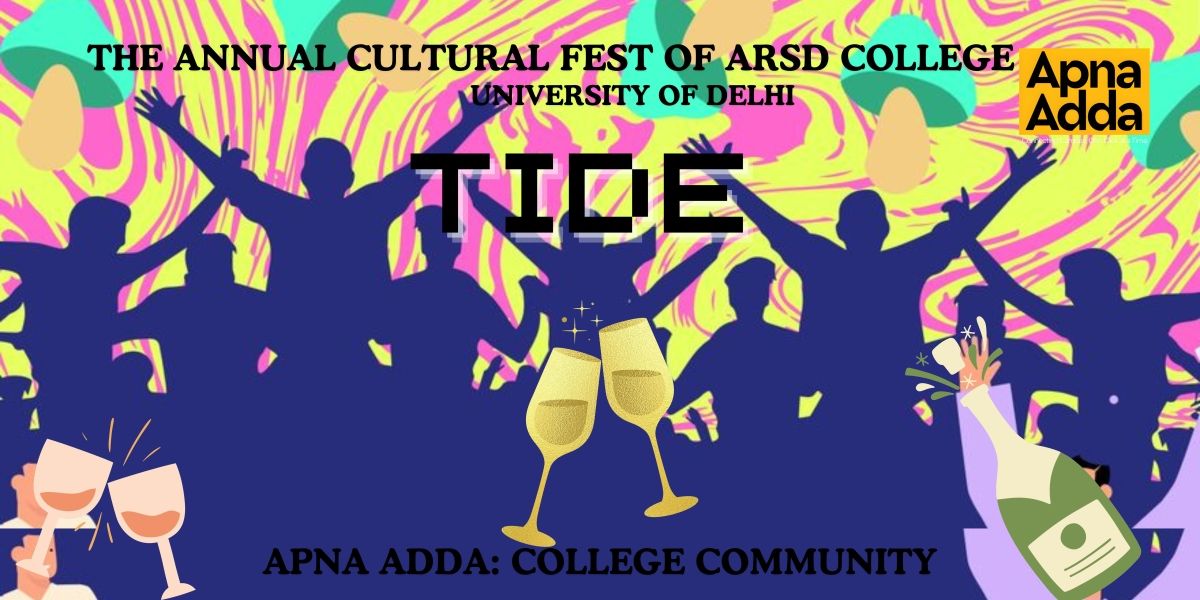 THE ANNUAL CULTURAL FEST OF ARSD COLLEGE
UNIVERSITY OF DELHI
Apna
Adda
TIDE
APNA ADDA: COLLEGE COMMUNITY